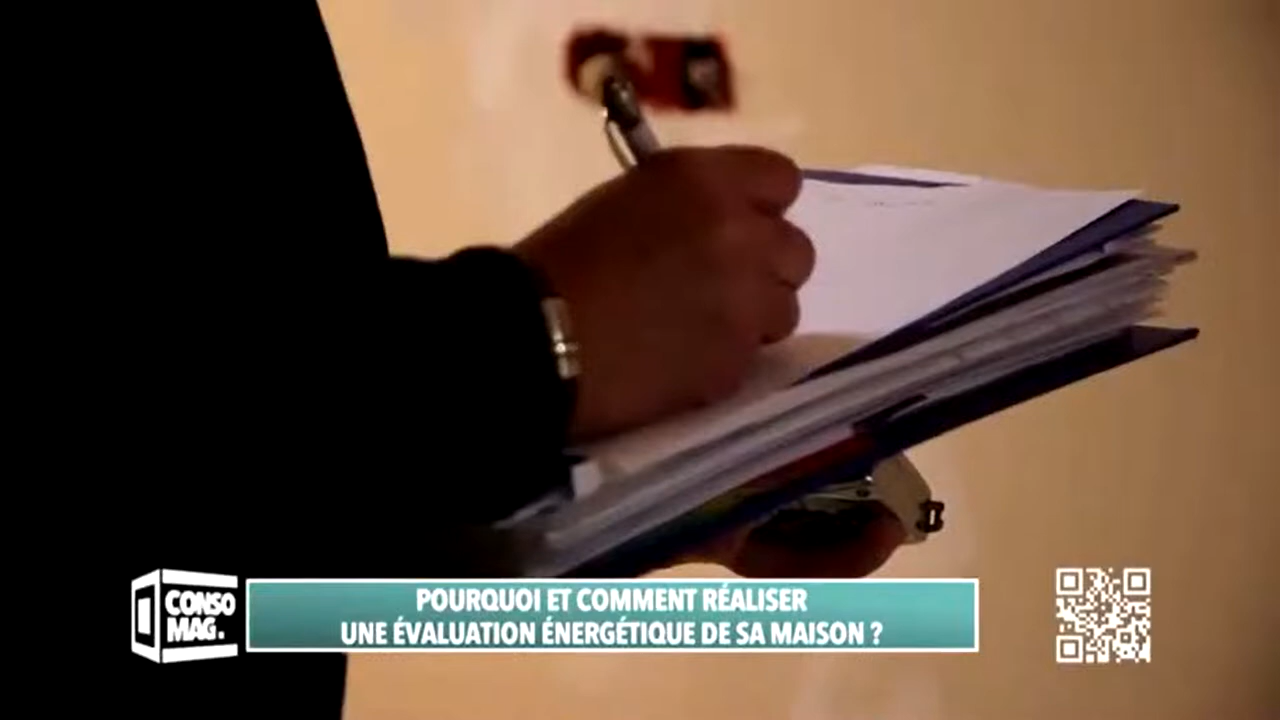 CONSO
MAG.
POURQUOI ET COMMENT RÉALISER
UNE ÉVALUATION ÉNERGÉTIQUE DE SA MAISON ?